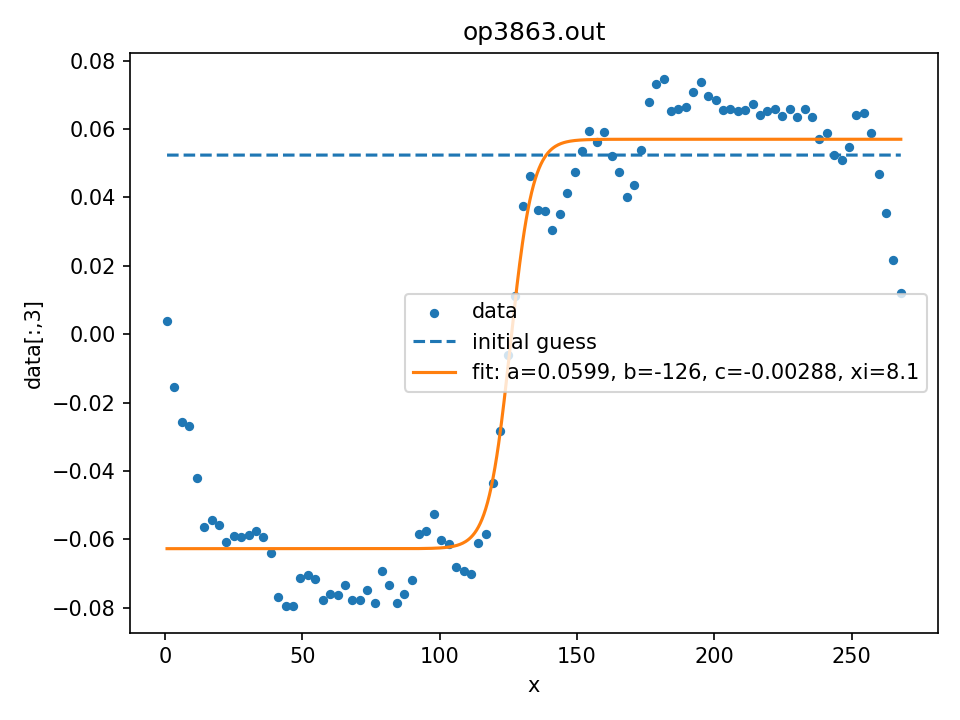 op3863.out
0.08
0.06
0.04
0.02
0.00
−0.02
−0.04
−0.06
−0.08
data[:,3]
data
initial guess
fit: a=0.0599, b=-126, c=-0.00288, xi=8.1
0 50 100 150 200 250
x